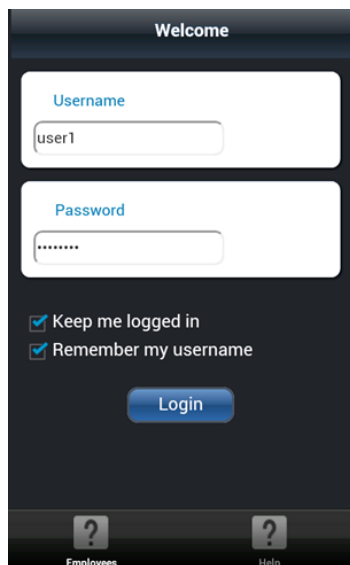 Welcome
Username
user1
Password
........
Keep me logged in
Remember my username
Login
? ?
Employees Help